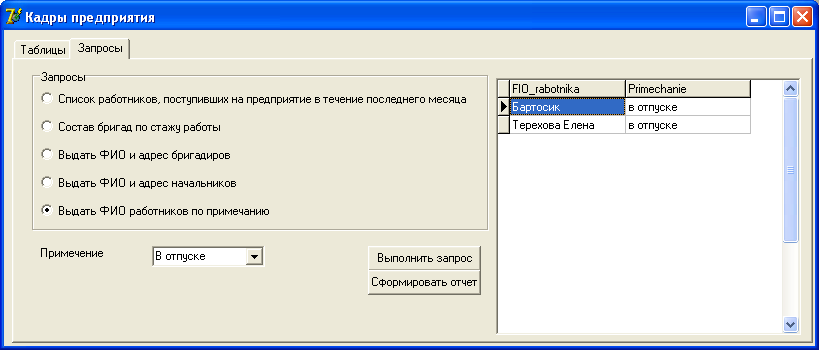 Кадры предприятия
Таблицы Запросы
Запросы
Список работников, поступивших на предприятие в течение последнего месяца
Состав бригад по стажу работы
Выдать ФИО и адрес бригадиров
Выдать ФИО и адрес начальников
Выдать ФИО работников по примечанию
Примечение В отпуске
Выполнить запрос
Сформировать отчет
FIO_rabotnika Primechanie
Бартосик в отпуске
Терехова Елена в отпуске